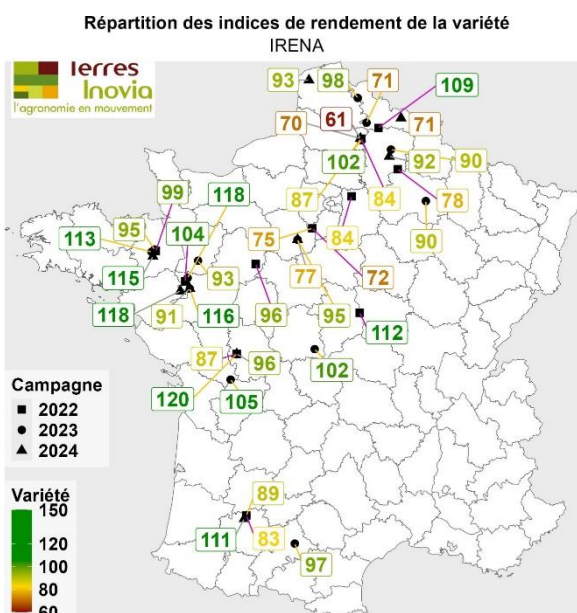 Répartition des indices de rendement de la variété
IRENA
Terres
Inovia
l'agronomie en mouvement
93 98 71 109
70 61 71
102 92 90
99 118 87 84 78
95 104 75 84 90
113
115 93 77 72
118 91 116 96 95 112
87 96 102
120 105
Campagne
2022
2023
2024
Variété
150
120
100
80
60
89
111 83
97